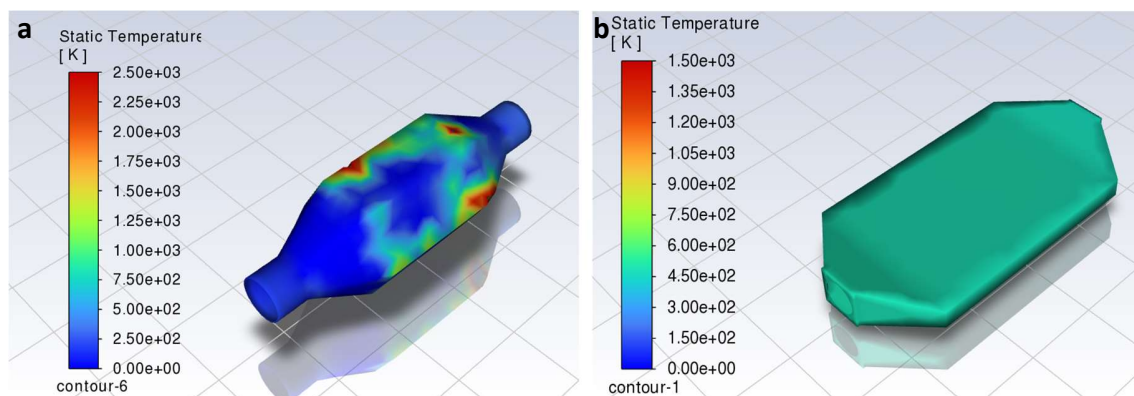 a
Static Temperature
[ K ]
2.50e+03
2.25e+03
2.00e+03
1.75e+03
1.50e+03
1.25e+03
1.00e+03
7.50e+02
5.00e+02
2.50e+02
0.00e+00
contour-6
b
Static Temperature
[ K ]
1.50e+03
1.35e+03
1.20e+03
1.05e+03
9.00e+02
7.50e+02
6.00e+02
4.50e+02
3.00e+02
1.50e+02
0.00e+00
contour-1